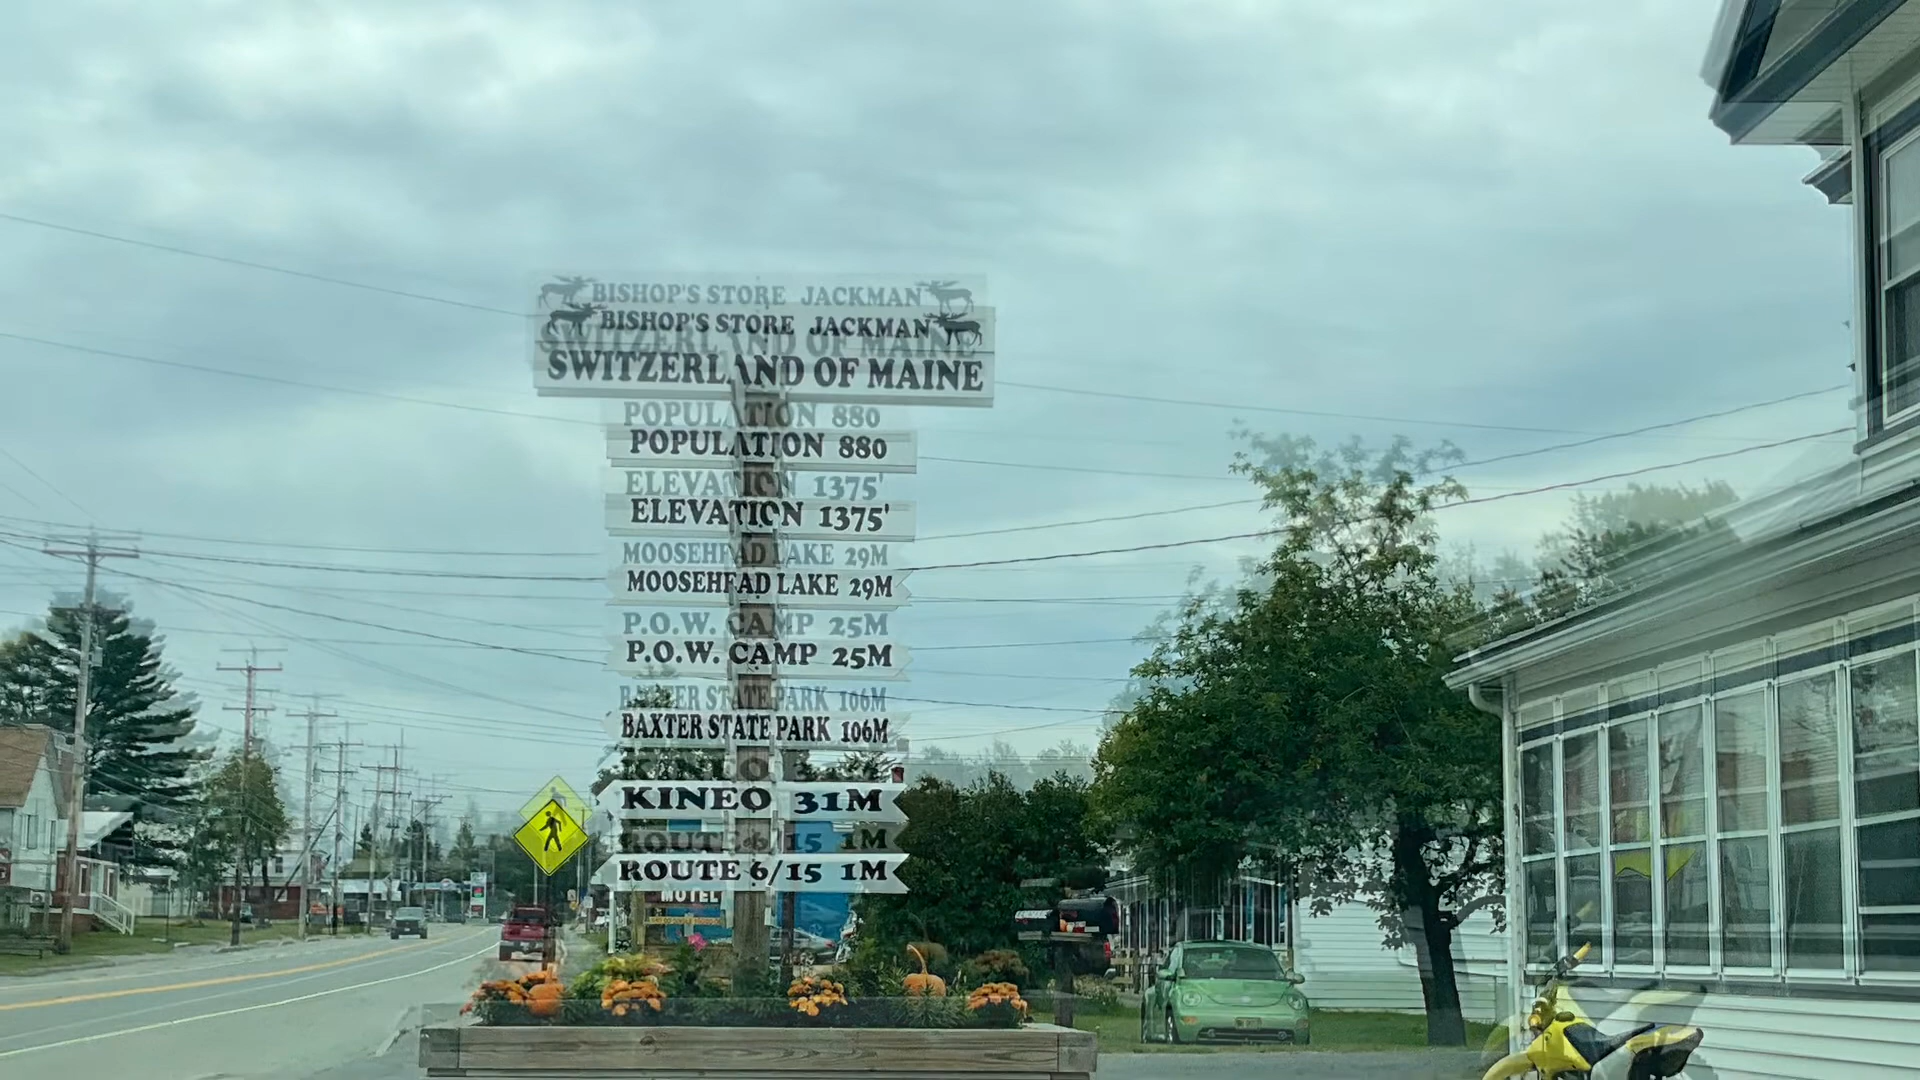 BISHOP'S STORE JACKMAN
SWITZERLAND OF MAINE
POPULATION 880
ELEVATION 1375'
MOOSEHEAD LAKE 29M
P.O.W. CAMP 25M
BAXTER STATE PARK 106M
KINEO 31M
ROUTE 6/15 1M
MOTEL